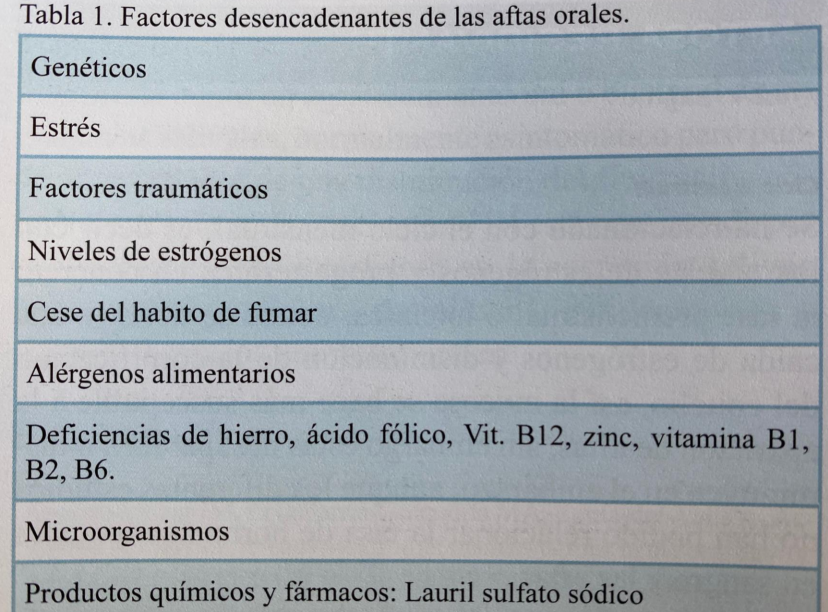 Tabla 1. Factores desencadenantes de las aftas orales.
Genéticos
Estrés
Factores traumáticos
Niveles de estrógenos
Cese del habito de fumar
Alérgenos alimentarios
Deficiencias de hierro, ácido fólico, Vit. B12, zinc, vitamina B1,
B2, B6.
Microorganismos
Productos químicos y fármacos: Lauril sulfato sódico